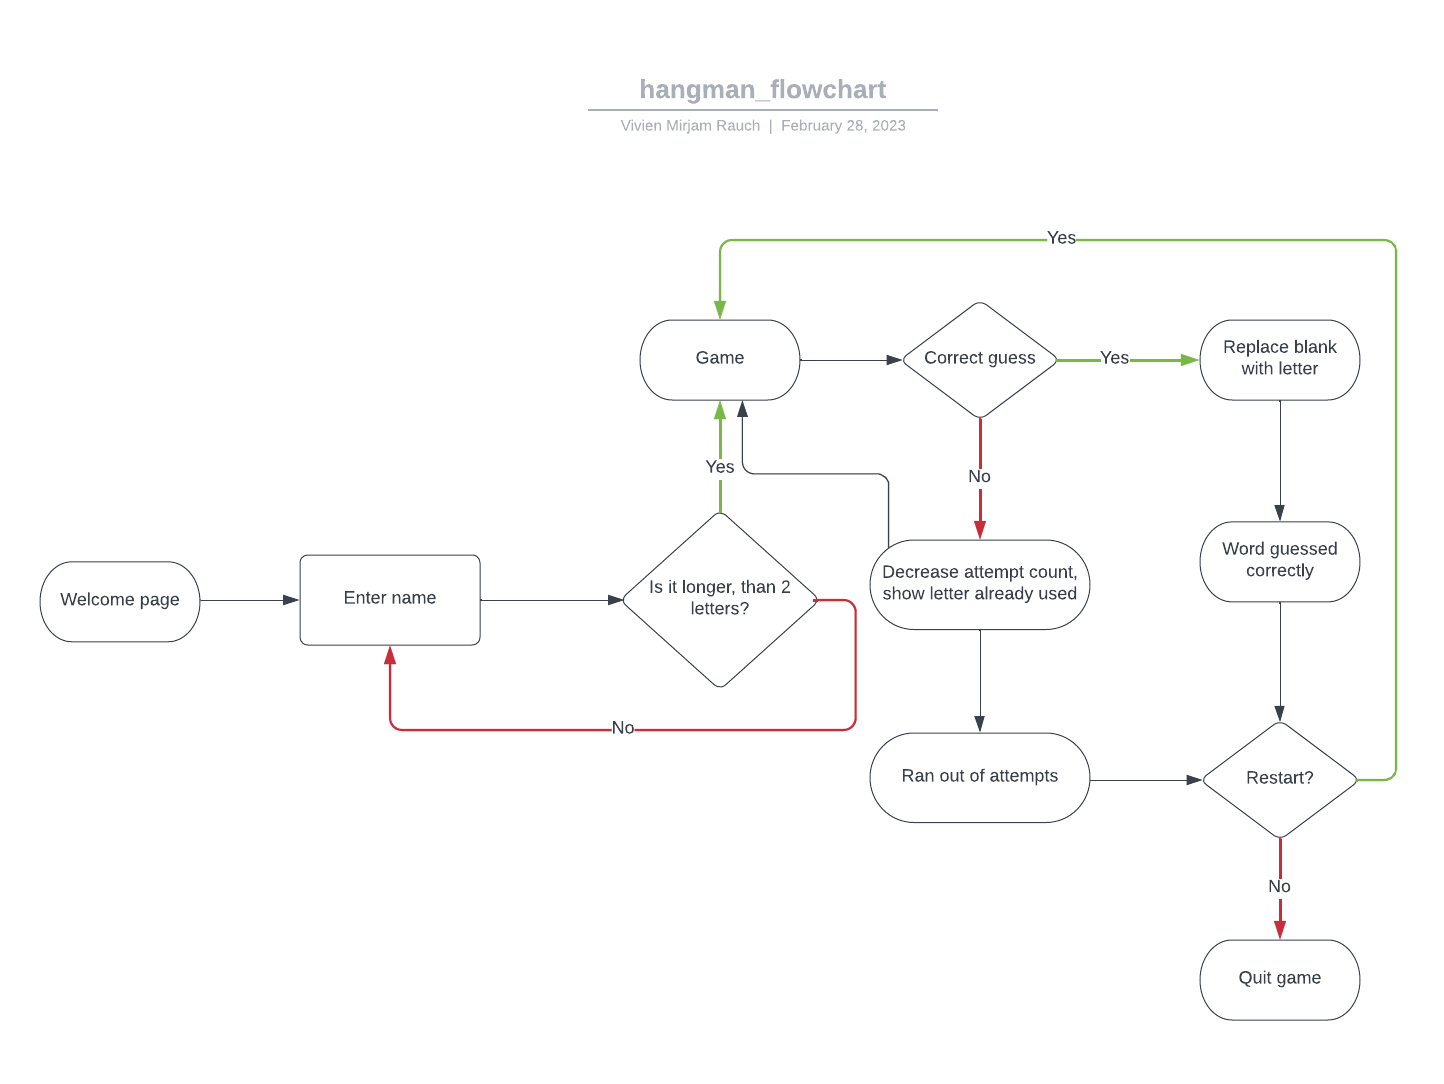 hangman_flowchart
Vivien Mirjam Rauch | February 28, 2023
Yes
Game
Correct guess
Yes
Replace blank
with letter
Yes
No
Welcome page
Enter name
Is it longer, than 2
letters?
Decrease attempt count,
show letter already used
Word guessed
correctly
No
Ran out of attempts
Restart?
No
Quit game